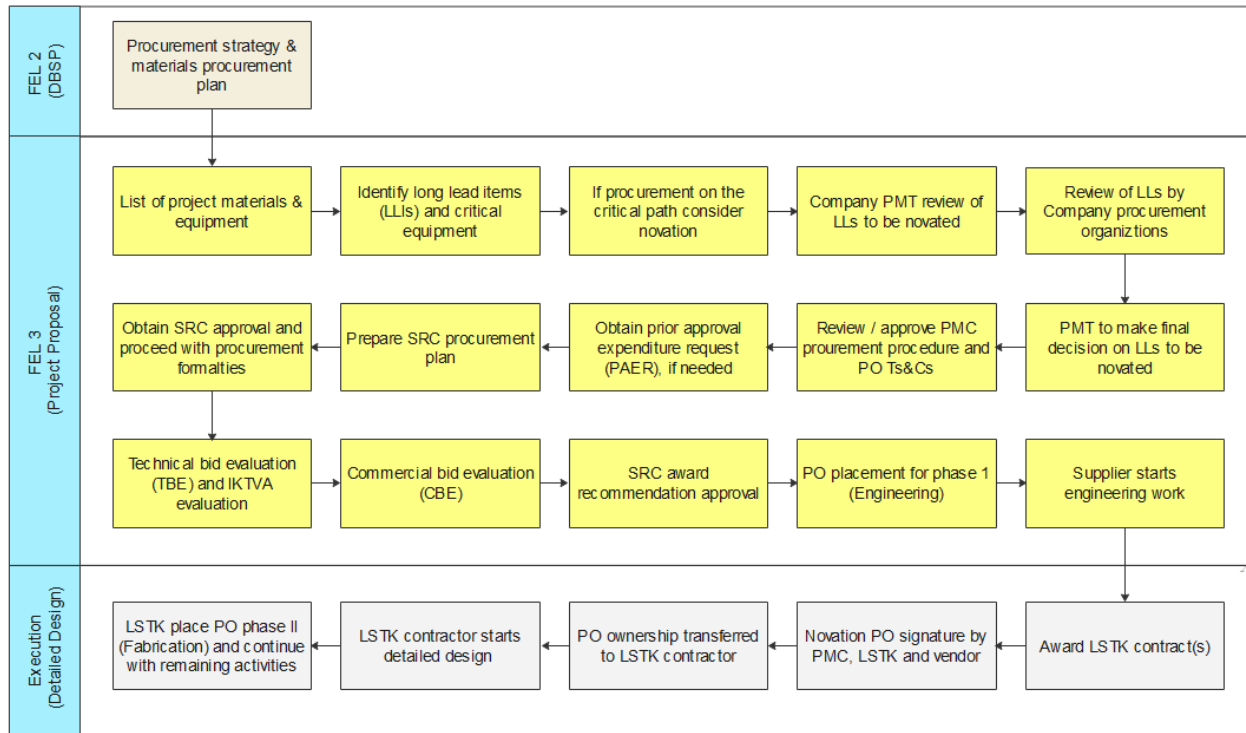 FEL 2
(DBSP)
Procurement strategy &
materials procurement
plan
FEL 3
(Project Proposal)
List of project materials &
equipment
Identify long lead items
(LLIs) and critical
equipment
If procurement on the
critical path consider
novation
Company PMT review of
LLs to be novated
Review of LLs by
Company procurement
organiztions
PMT to make final
decision on LLs to be
novated
Review / approve PMC
prourement procedure and
PO Ts&Cs
Obtain prior approval
expenditure request
(PAER), if needed
Prepare SRC procurement
plan
Obtain SRC approval and
proceed with procurement
formalties
Technical bid evaluation
(TBE) and IKTVA
evaluation
Commercial bid evaluation
(CBE)
SRC award
recommendation approval
PO placement for phase 1
(Engineering)
Supplier starts
engineering work
Execution
(Detailed Design)
Award LSTK contract(s)
Novation PO signature by
PMC, LSTK and vendor
PO ownership transferred
to LSTK contractor
LSTK contractor starts
detailed design
LSTK place PO phase II
(Fabrication) and continue
with remaining activities